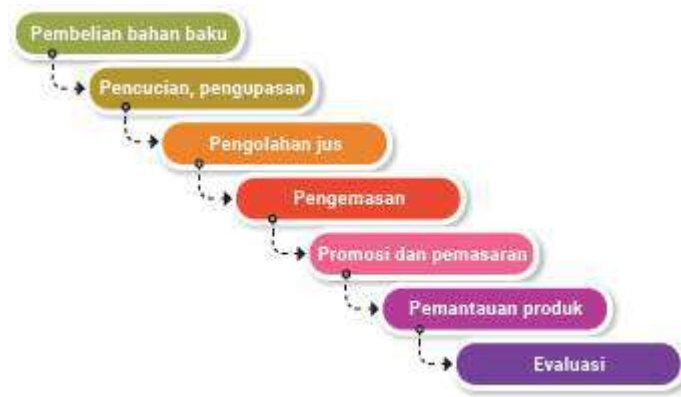 Pembelian bahan baku
Pencucian, pengupasan
Pengolahan jus
Pengemasan
Promosi dan pemasaran
Pemantauan produk
Evaluasi